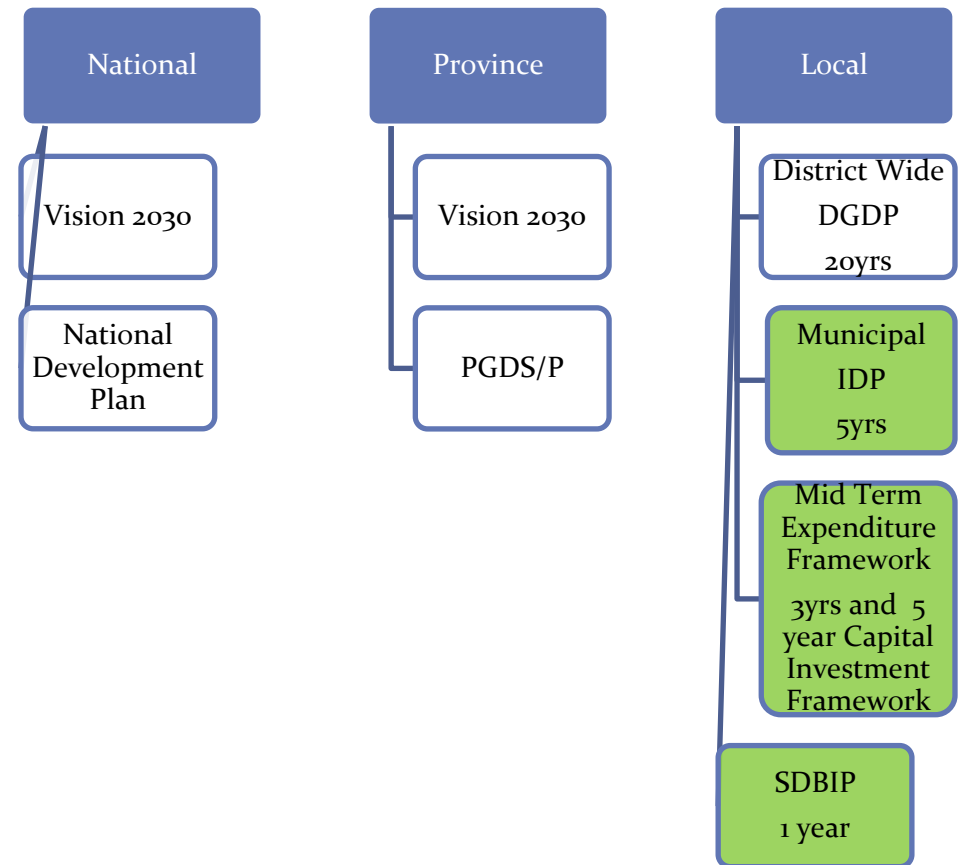 National
Vision 2030
National
Development
Plan
Province
Vision 2030
PGDS/P
Local
District Wide
DGDP
20yrs
Municipal
IDP
5yrs
Mid Term
Expenditure
Framework
3yrs and 5
year Capital
Investment
Framework
SDBIP
1 year